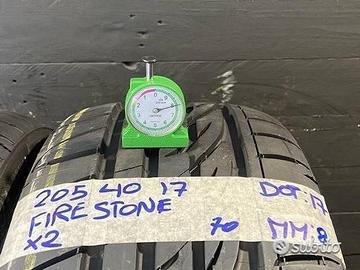 205 40 17 DOT: 17
FIRESTONE
X2 70 MM: 8
subito